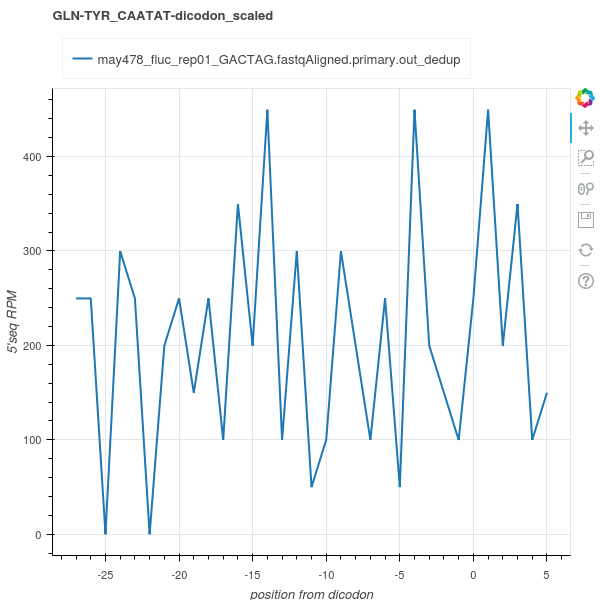 GLN-TYR_CAATAT-dicodon_scaled
may478_fluc_rep01_GACTAG.fastqAligned.primary.out_dedup
400
300
200
100
0
5'seq RPM
-25 -20 -15 -10 -5 0 5
position from dicodon